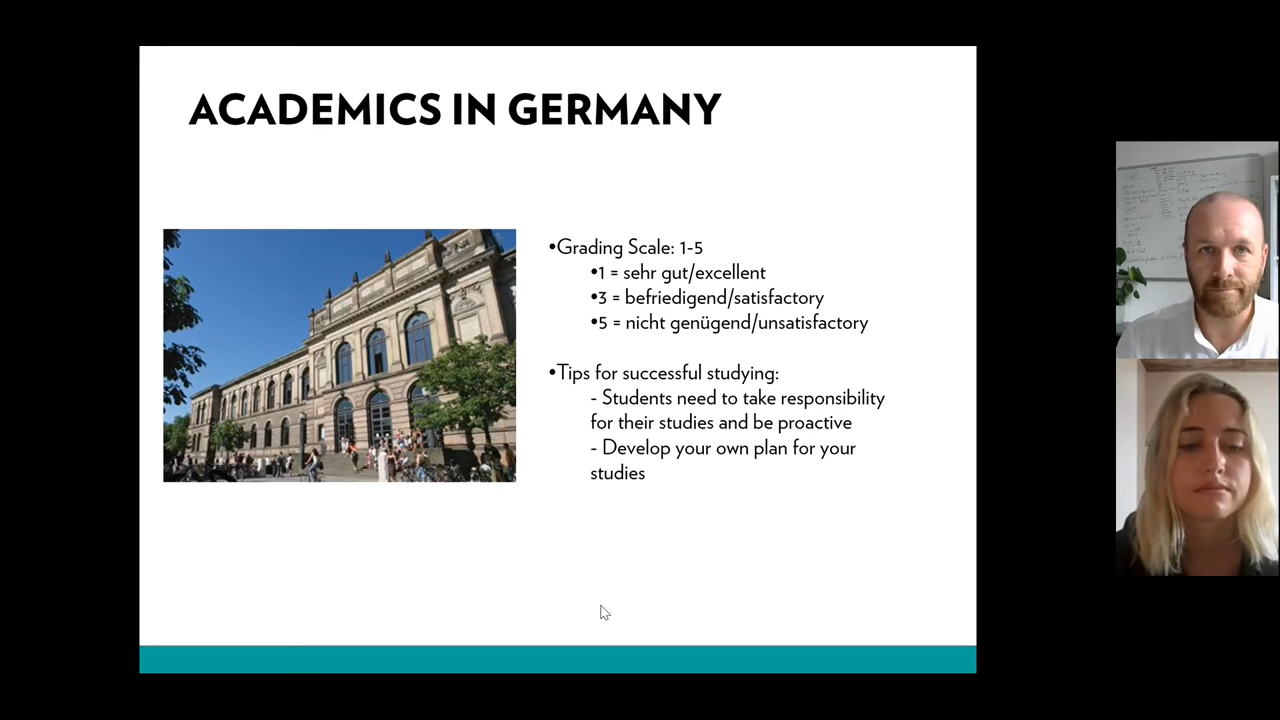 ACADEMICS IN GERMANY
•Grading Scale: 1-5
•1 = sehr gut/excellent
•3 = befriedigend/satisfactory
•5 = nicht genügend/unsatisfactory
•Tips for successful studying:
- Students need to take responsibility
for their studies and be proactive
- Develop your own plan for your
studies